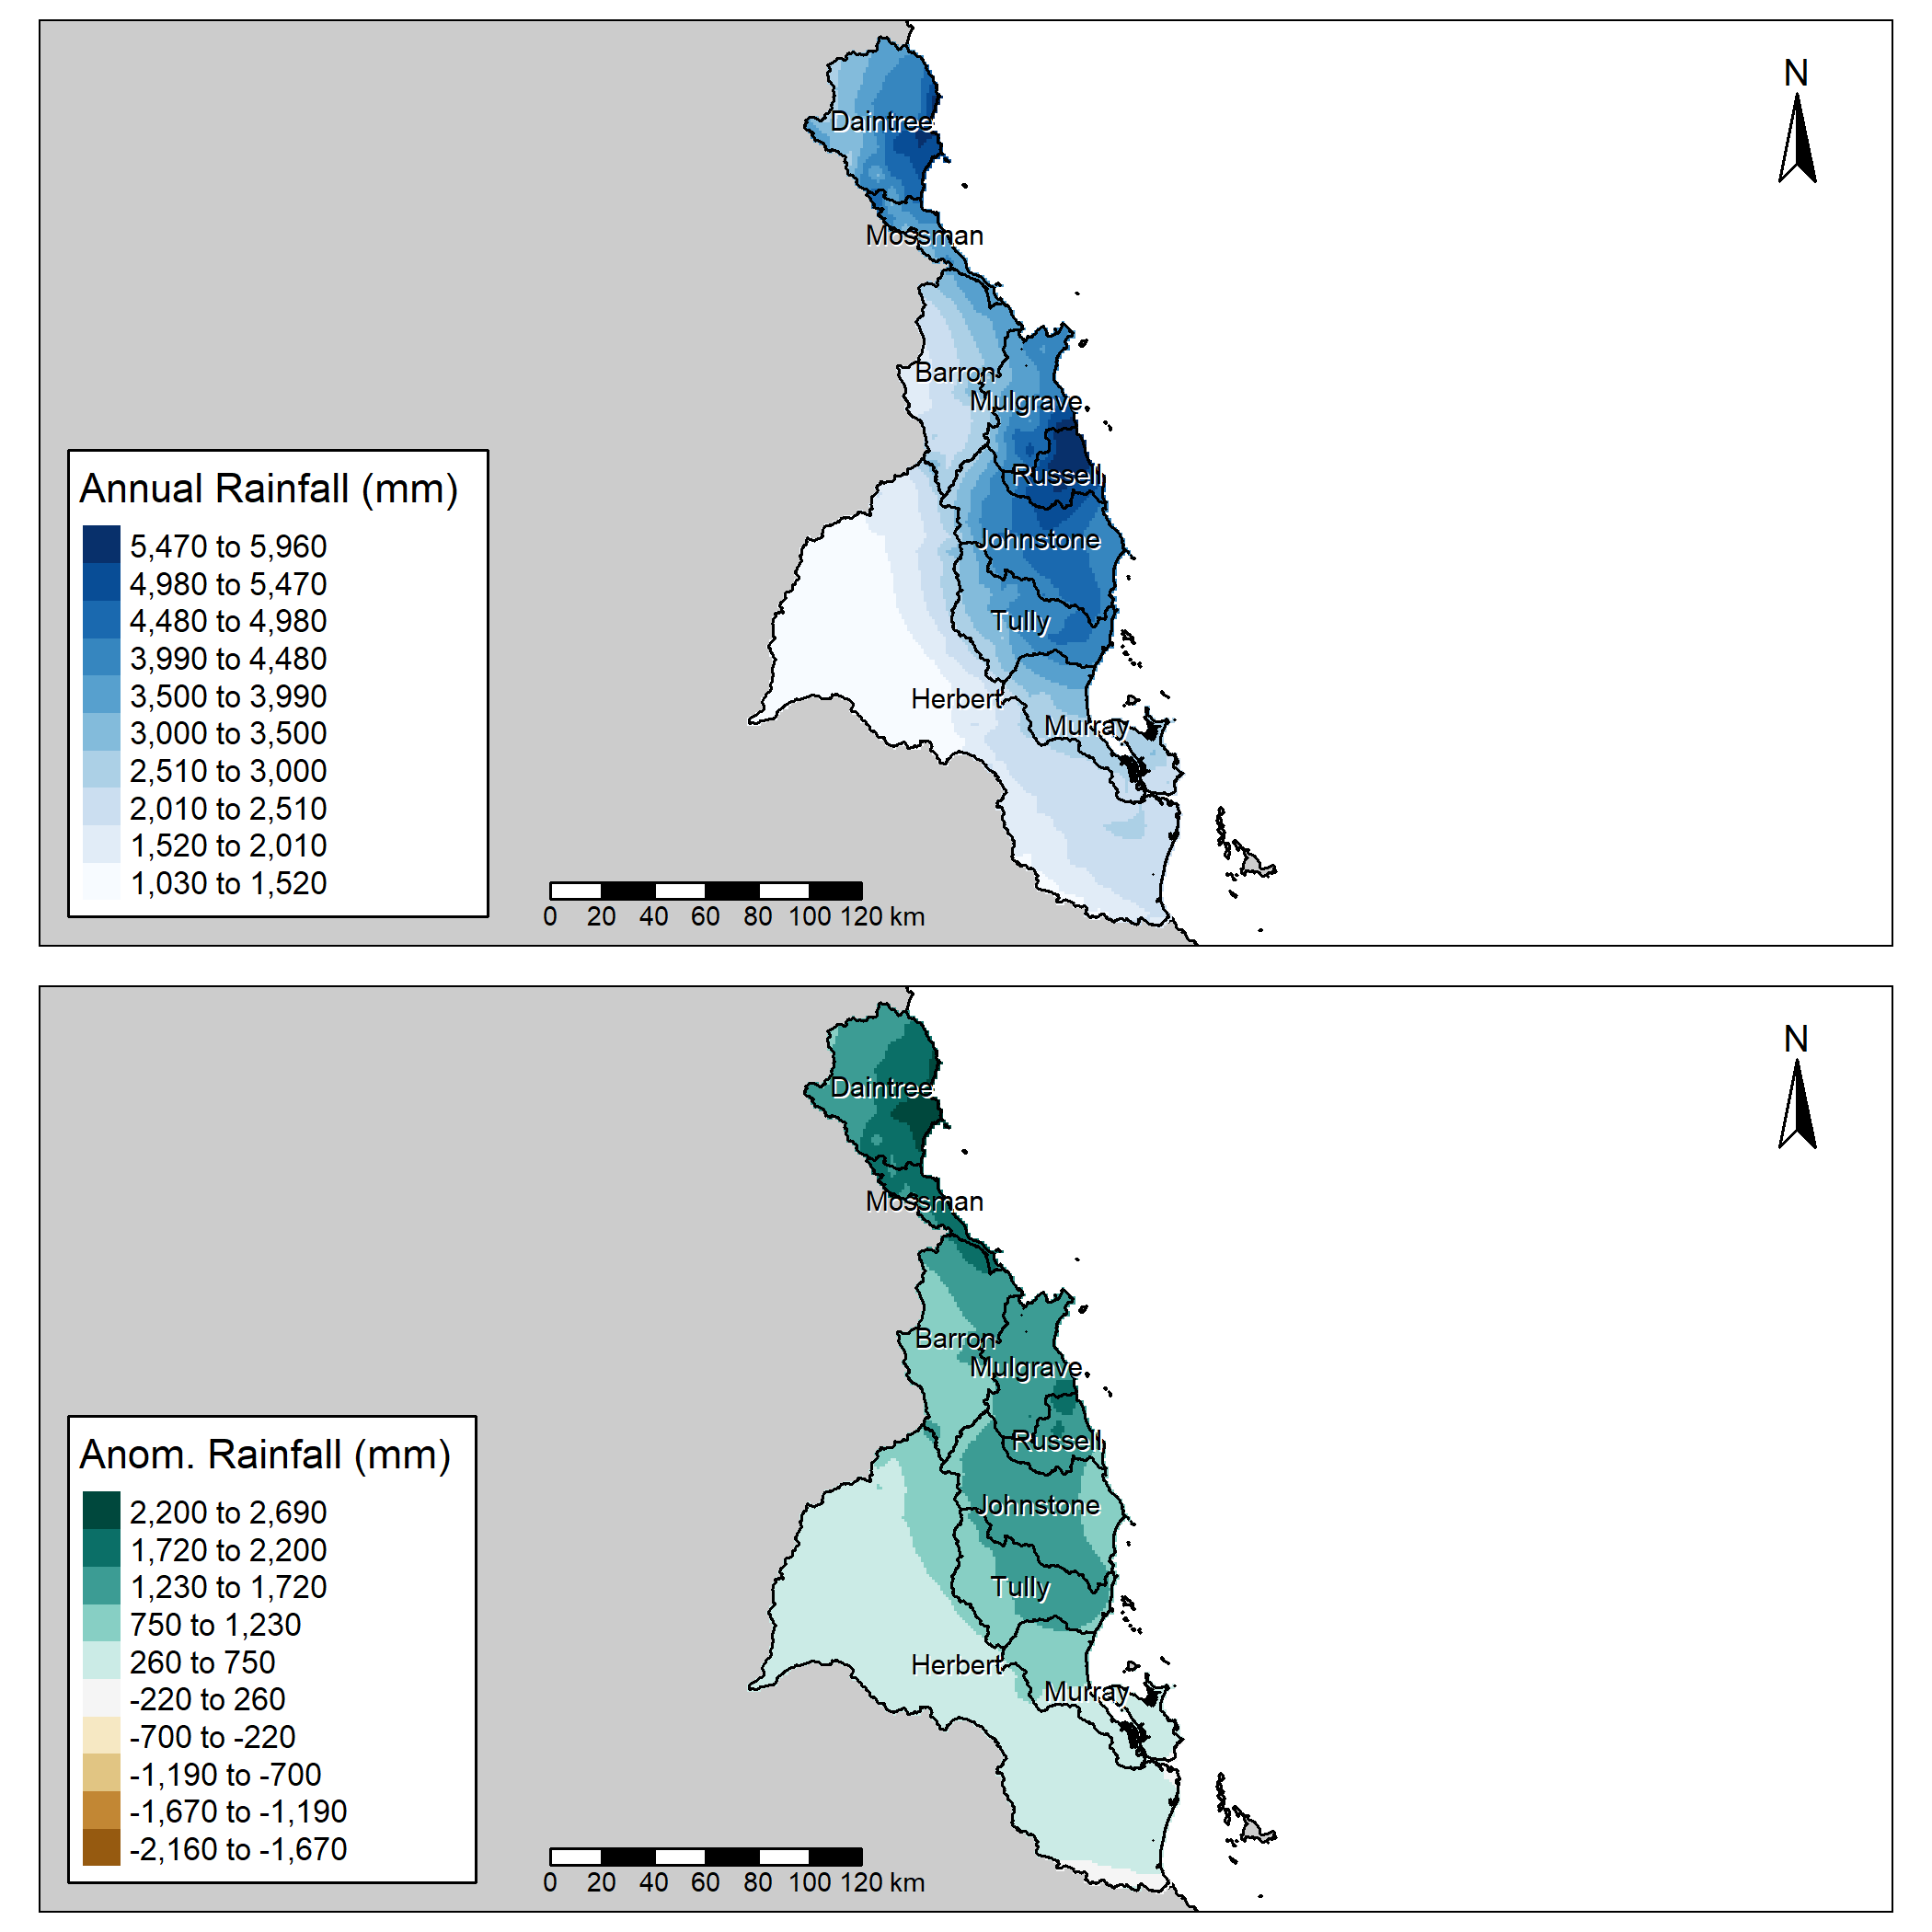 N
Daintree
Mossman
Barron
Mulgrave
Russell
Johnstone
Tully
Herbert
Murray
Annual Rainfall (mm)
5,470 to 5,960
4,980 to 5,470
4,480 to 4,980
3,990 to 4,480
3,500 to 3,990
3,000 to 3,500
2,510 to 3,000
2,010 to 2,510
1,520 to 2,010
1,030 to 1,520
0 20 40 60 80 100 120 km
N
Daintree
Mossman
Barron
Mulgrave
Russell
Johnstone
Tully
Herbert
Murray
Anom. Rainfall (mm)
2,200 to 2,690
1,720 to 2,200
1,230 to 1,720
750 to 1,230
260 to 750
-220 to 260
-700 to -220
-1,190 to -700
-1,670 to -1,190
-2,160 to -1,670
0 20 40 60 80 100 120 km